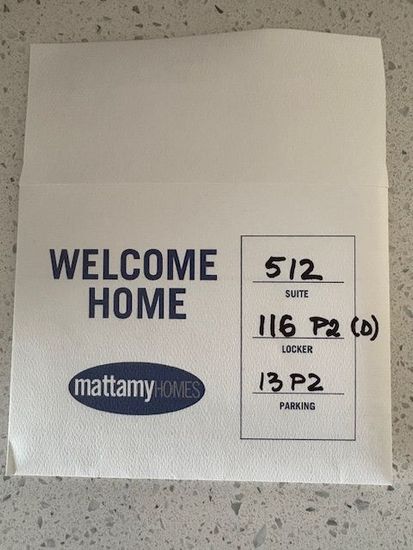 WELCOME
HOME
mattamyHOMES
512
SUITE
116 P2 (D)
LOCKER
13 P2
PARKING